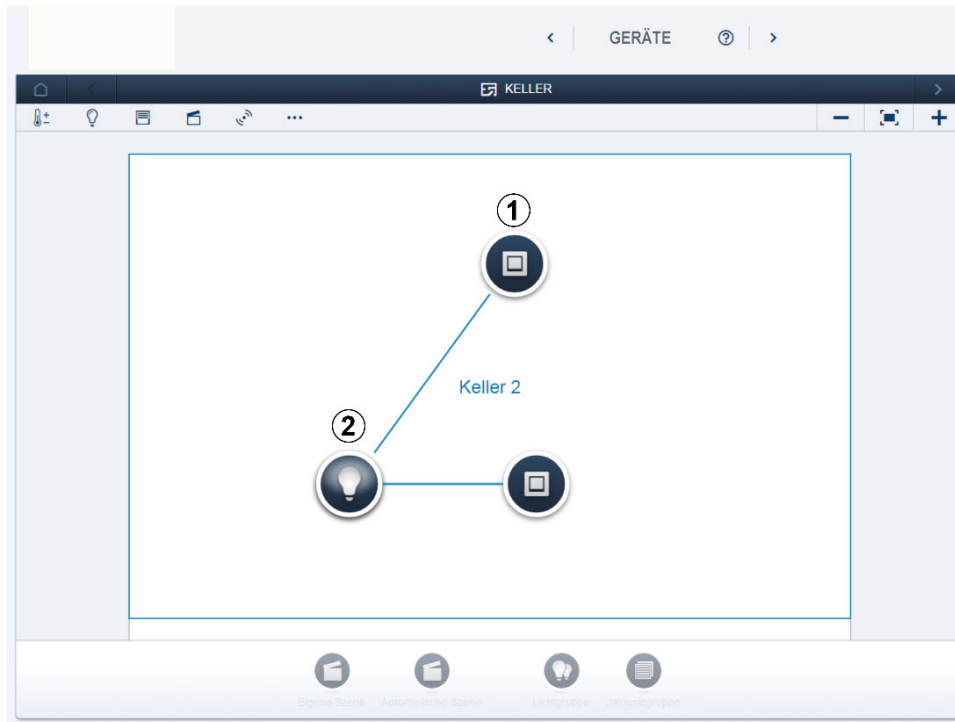 GERÄTE
KELLER
1
Keller 2
2
Eigene Szene Automatische Szene Lichtgruppe Jalousiegruppe